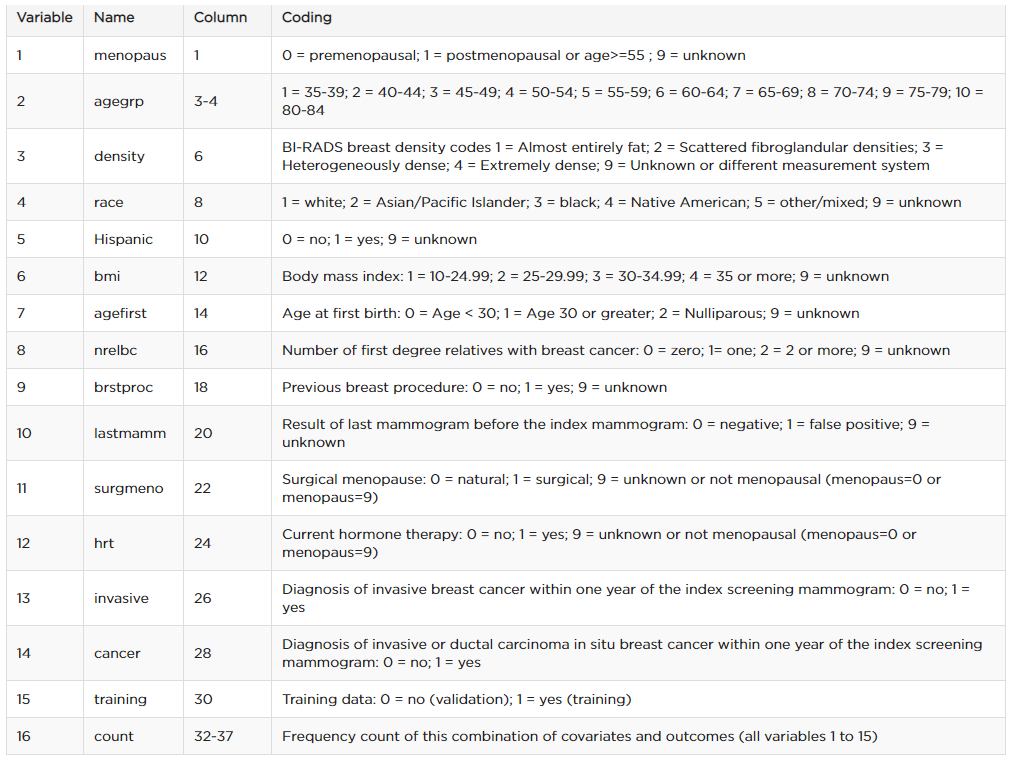 Variable Name Column Coding
1 menopaus 1 0 = premenopausal; 1 = postmenopausal or age>=55 ; 9 = unknown
2 agegrp 3-4 1 = 35-39; 2 = 40-44; 3 = 45-49; 4 = 50-54; 5 = 55-59; 6 = 60-64; 7 = 65-69; 8 = 70-74; 9 = 75-79; 10 =
80-84
3 density 6 BI-RADS breast density codes 1 = Almost entirely fat; 2 = Scattered fibroglandular densities; 3 =
Heterogeneously dense; 4 = Extremely dense; 9 = Unknown or different measurement system
4 race 8 1 = white; 2 = Asian/Pacific Islander; 3 = black; 4 = Native American; 5 = other/mixed; 9 = unknown
5 Hispanic 10 0 = no; 1 = yes; 9 = unknown
6 bmi 12 Body mass index: 1 = 10-24.99; 2 = 25-29.99; 3 = 30-34.99; 4 = 35 or more; 9 = unknown
7 agefirst 14 Age at first birth: 0 = Age < 30; 1 = Age 30 or greater; 2 = Nulliparous; 9 = unknown
8 nrelbc 16 Number of first degree relatives with breast cancer: 0 = zero; 1= one; 2 = 2 or more; 9 = unknown
9 brstproc 18 Previous breast procedure: 0 = no; 1 = yes; 9 = unknown
10 lastmamm 20 Result of last mammogram before the index mammogram: 0 = negative; 1 = false positive; 9 =
unknown
11 surgmeno 22 Surgical menopause: 0 = natural; 1 = surgical; 9 = unknown or not menopausal (menopaus=0 or
menopaus=9)
12 hrt 24 Current hormone therapy: 0 = no; 1 = yes; 9 = unknown or not menopausal (menopaus=0 or
menopaus=9)
13 invasive 26 Diagnosis of invasive breast cancer within one year of the index screening mammogram: 0 = no; 1 =
yes
14 cancer 28 Diagnosis of invasive or ductal carcinoma in situ breast cancer within one year of the index screening
mammogram: 0 = no; 1 = yes
15 training 30 Training data: 0 = no (validation); 1 = yes (training)
16 count 32-37 Frequency count of this combination of covariates and outcomes (all variables 1 to 15)